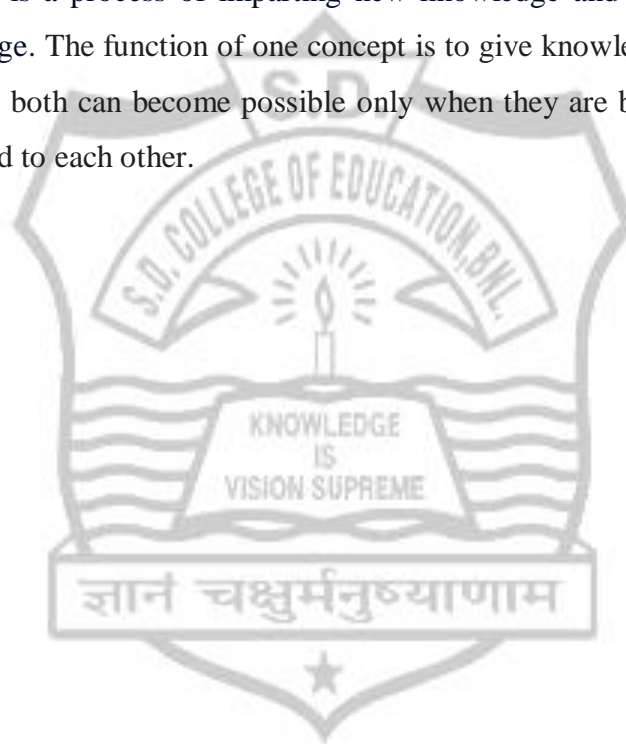 is a process of imparting new knowledge and
ge. The function of one concept is to give knowle
both can become possible only when they are b
d to each other.
S.D.
S.D. COLLEGE OF EDUCATION,BNL.
KNOWLEDGE
IS
VISION SUPREME
ज्ञानं चक्षुर्मनुष्याणाम